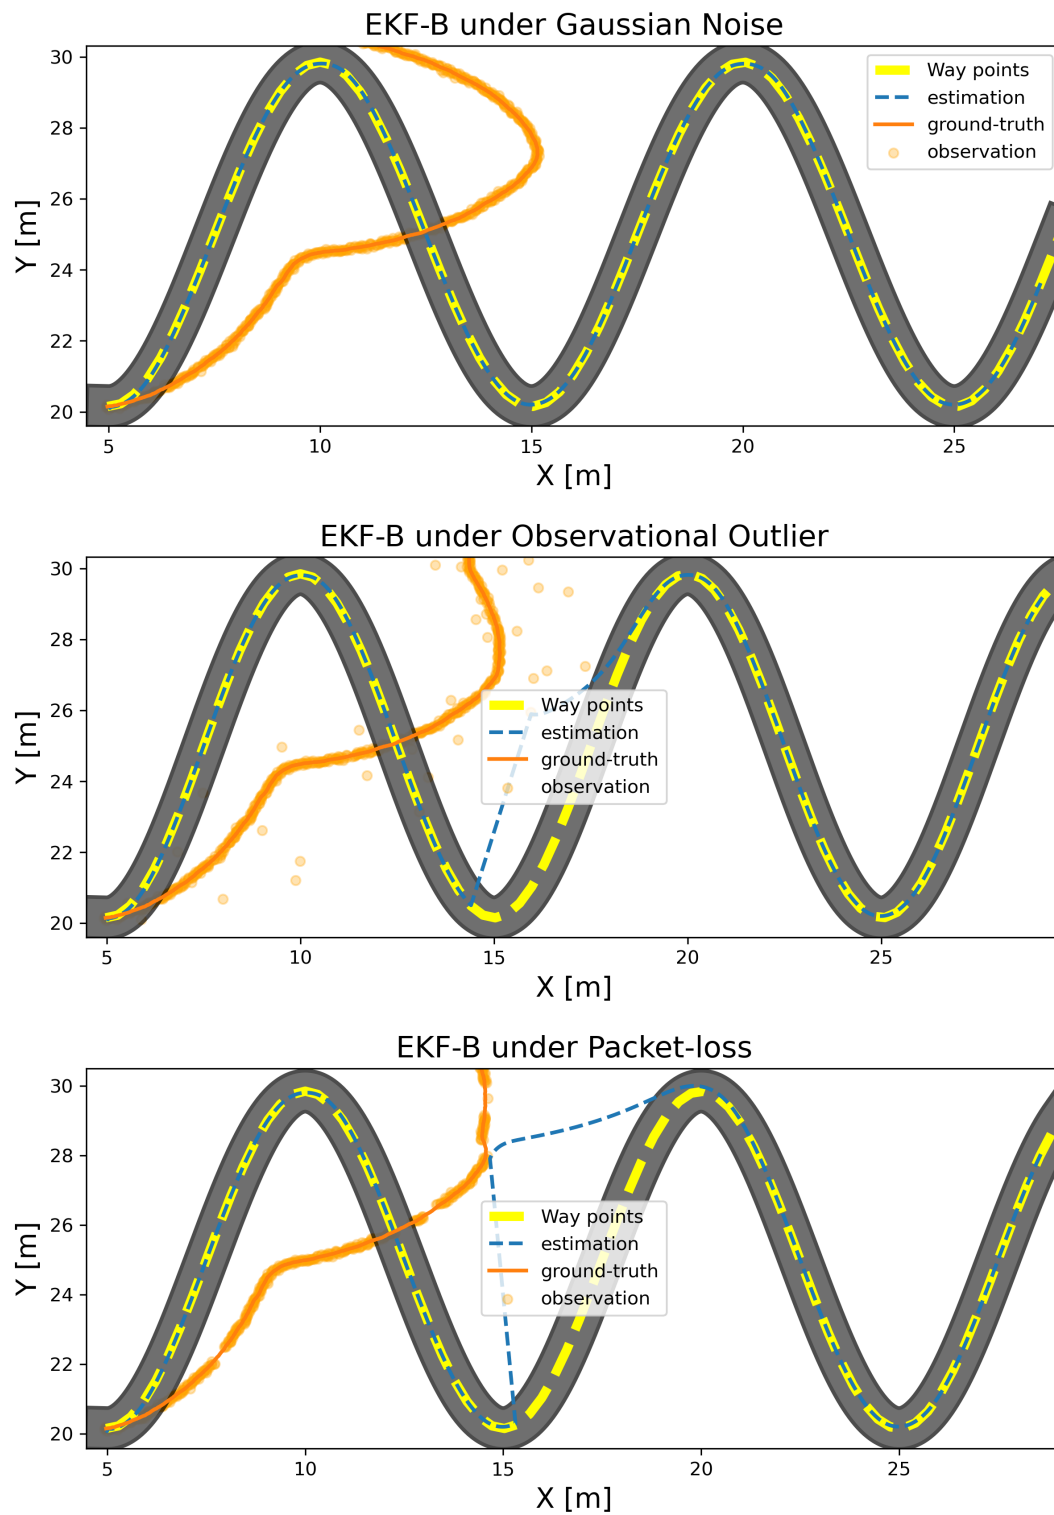 EKF-B under Gaussian Noise
30
28
26
24
22
20
Y [m]
Way points
estimation
ground-truth
observation
5 10 15 20 25
X [m]
EKF-B under Observational Outlier
30
28
26
24
22
20
Y [m]
Way points
estimation
ground-truth
observation
5 10 15 20 25
X [m]
EKF-B under Packet-loss
30
28
26
24
22
20
Y [m]
Way points
estimation
ground-truth
observation
5 10 15 20 25
X [m]